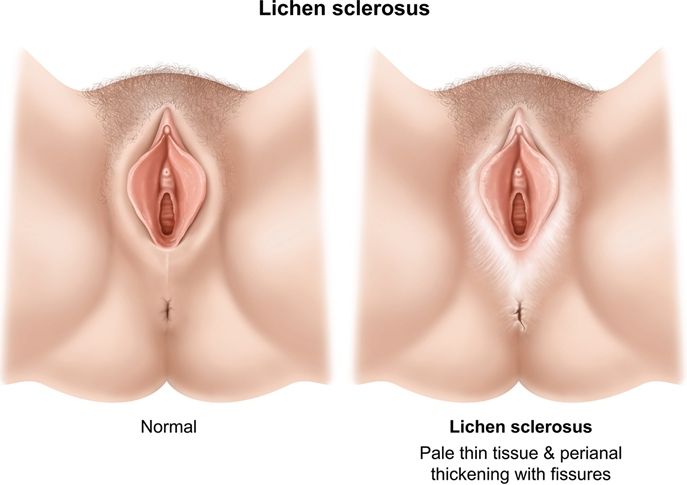 Lichen sclerosus
Normal
Lichen sclerosus
Pale thin tissue & perianal
thickening with fissures